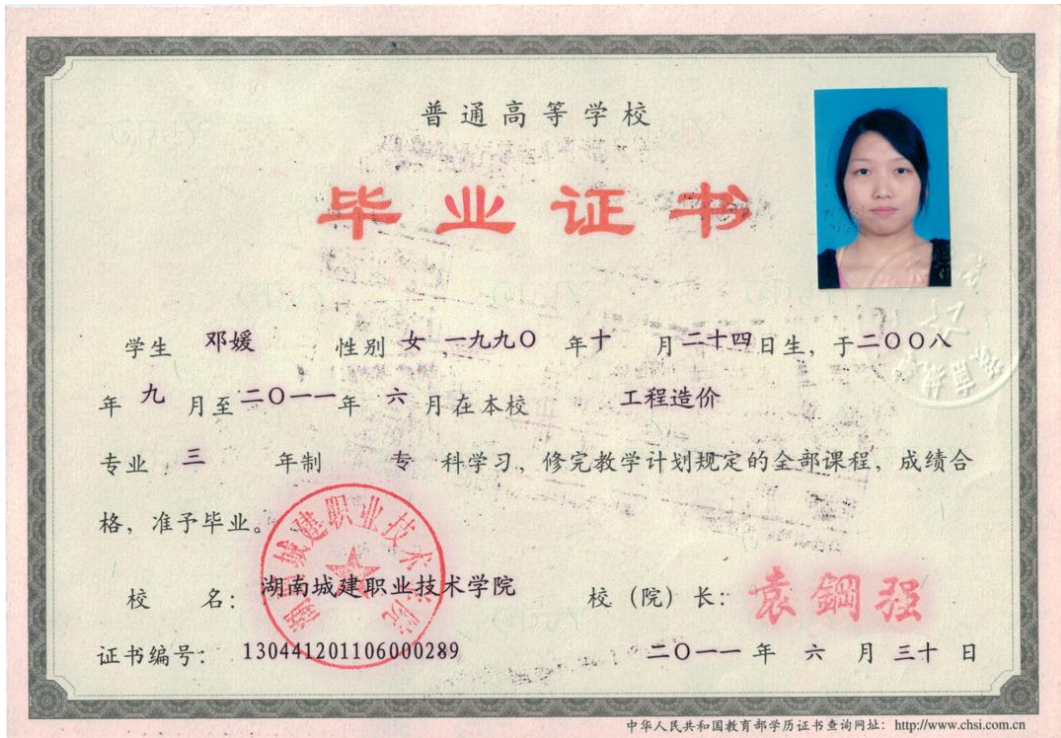 普通高等学校
毕业证书
学生 邓媛 性别 女,一九九〇 年十 月二十四日生，于二〇〇八
年 九 月至二〇一一年 六 月在本校 工程造价
专业 三 年制 专 科学习，修完教学计划规定的全部课程，成绩合
格，准予毕业。
湖南城建职业技术学院
校 名： 湖南城建职业技术学院 校（院）长： 袁鋼强
证书编号： 130441201106000289 二〇一一 年 六 月 三十 日
中华人民共和国教育部学历证书查询网址：http://www.chsi.com.cn